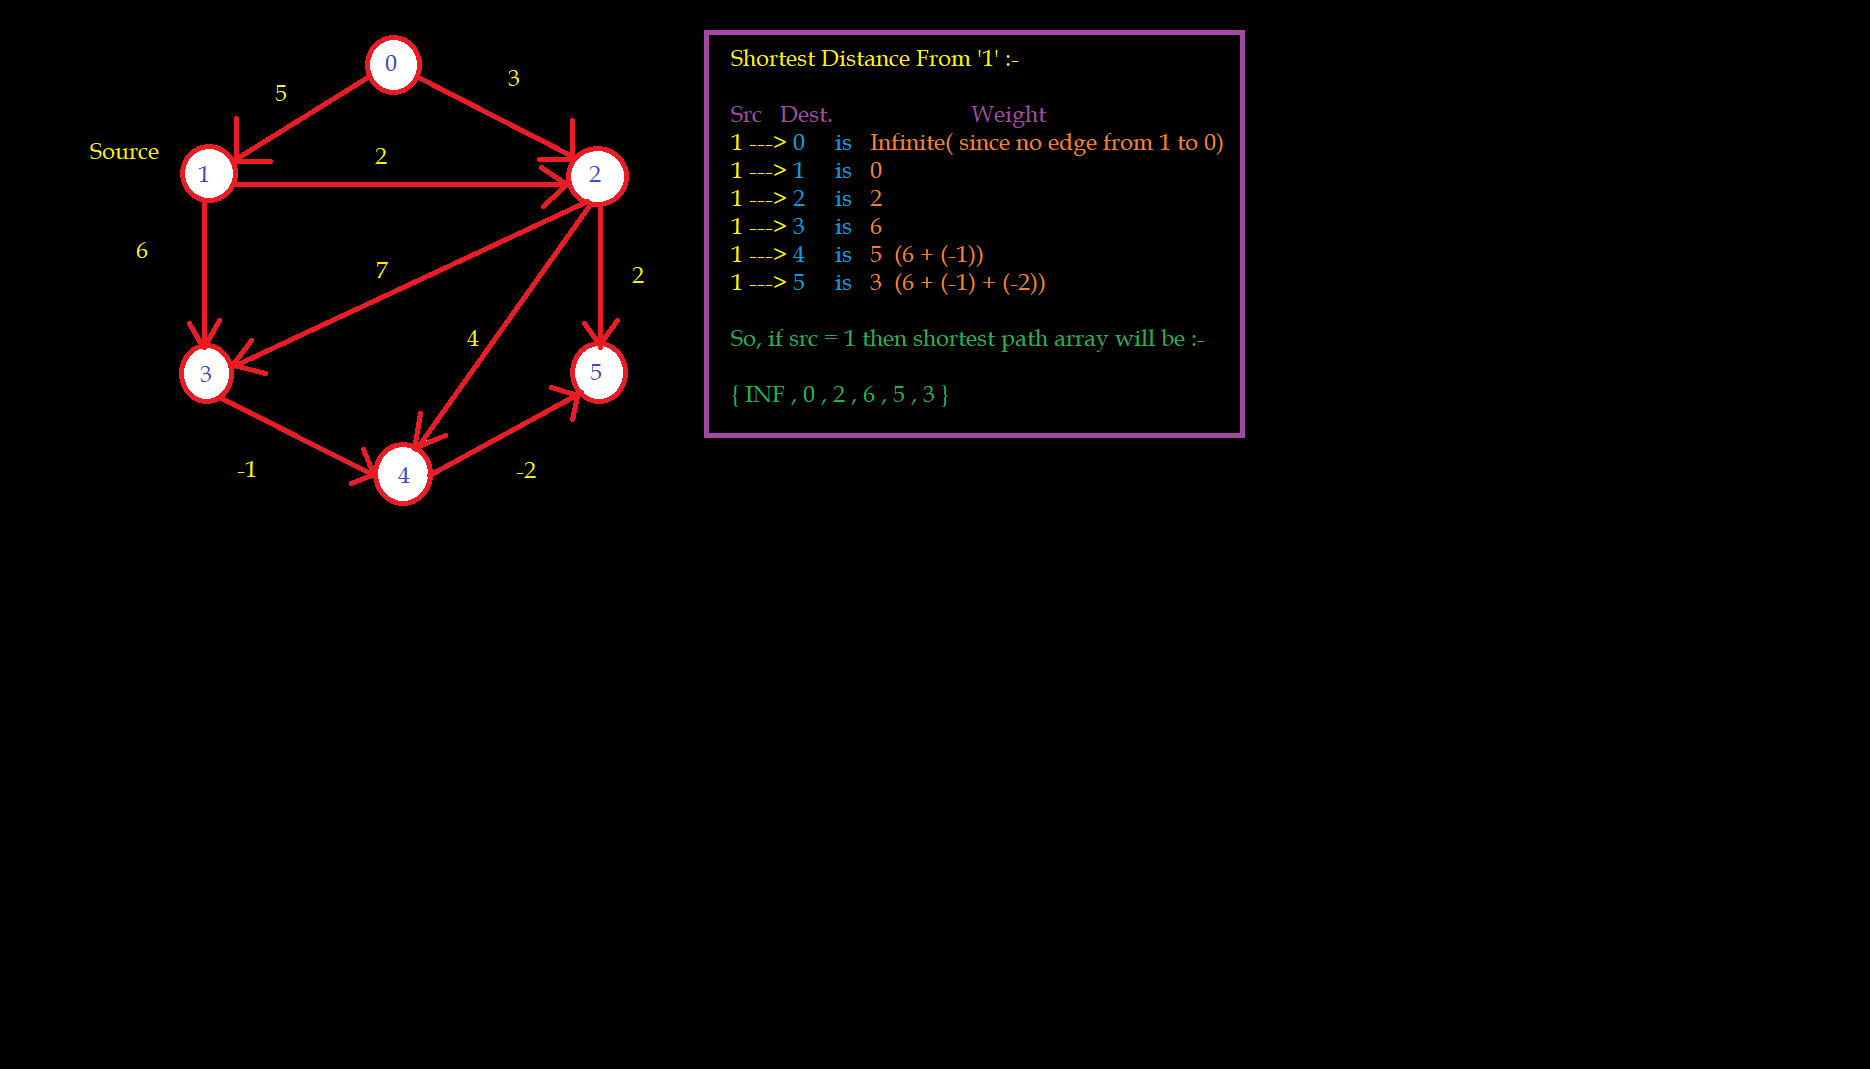 0
5
3
Source
2
1
2
6
7
2
4
3
5
-1
4
-2
Shortest Distance From '1' :-
Src Dest. Weight
1 ---> 0 is Infinite( since no edge from 1 to 0)
1 ---> 1 is 0
1 ---> 2 is 2
1 ---> 3 is 6
1 ---> 4 is 5 (6 + (-1))
1 ---> 5 is 3 (6 + (-1) + (-2))
So, if src = 1 then shortest path array will be :-
{ INF , 0 , 2 , 6 , 5 , 3 }